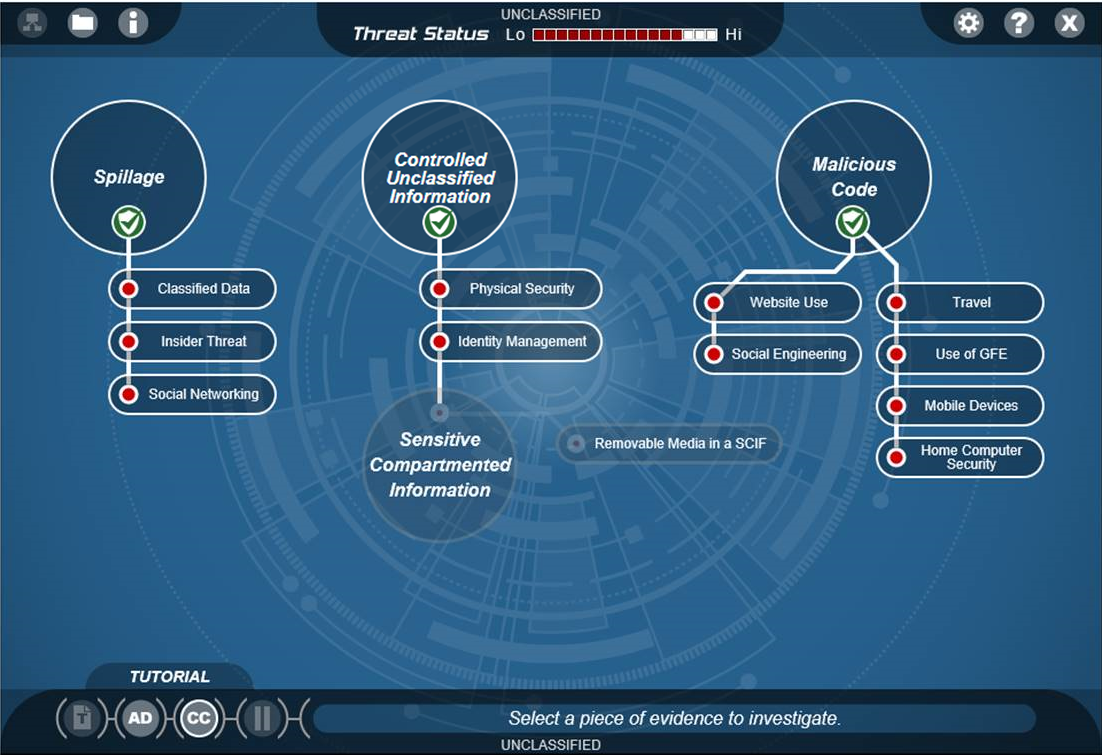 UNCLASSIFIED
Threat Status Lo Hi
Spillage
Controlled
Unclassified
Information
Malicious
Code
Classified Data
Insider Threat
Social Networking
Physical Security
Identity Management
Sensitive
Compartmented
Information
Removable Media in a SCIF
Website Use
Social Engineering
Travel
Use of GFE
Mobile Devices
Home Computer
Security
TUTORIAL
T
AD
CC
Select a piece of evidence to investigate.
UNCLASSIFIED